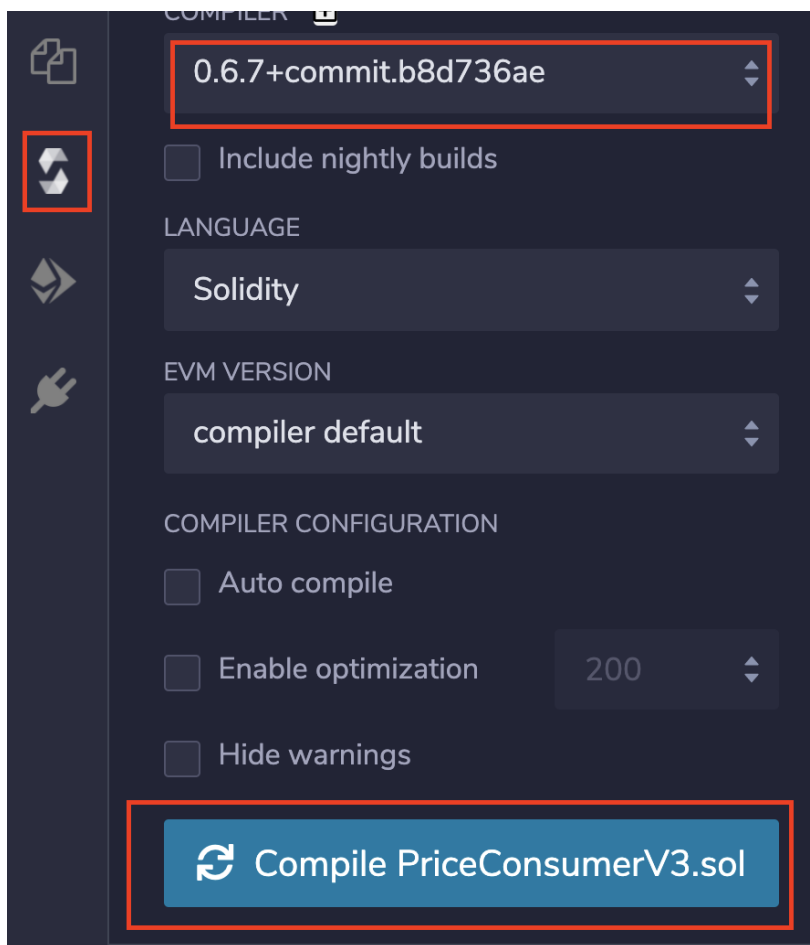 COMPILER
0.6.7+commit.b8d736ae
Include nightly builds
LANGUAGE
Solidity
EVM VERSION
compiler default
COMPILER CONFIGURATION
Auto compile
Enable optimization 200
Hide warnings
Compile PriceConsumerV3.sol